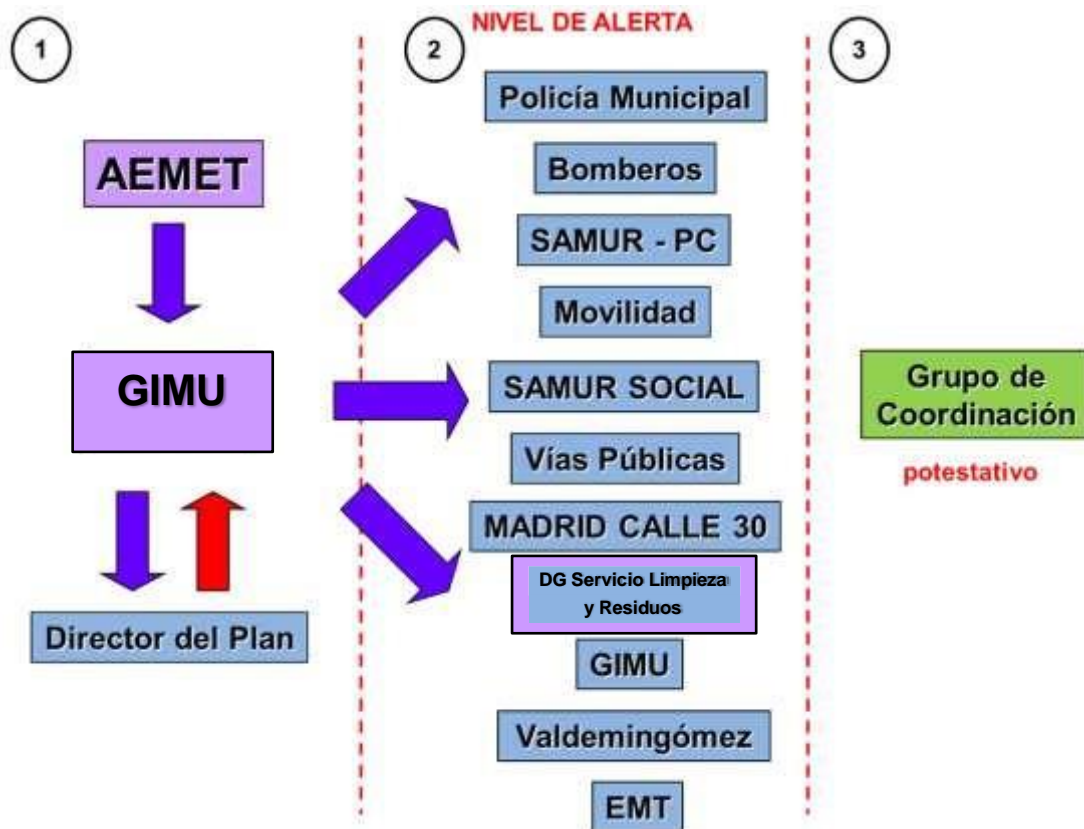 1
AEMET
GIMU
Director del Plan
NIVEL DE ALERTA
2
Policía Municipal
Bomberos
SAMUR - PC
Movilidad
SAMUR SOCIAL
Vías Públicas
MADRID CALLE 30
DG Servicio Limpieza
y Residuos
GIMU
Valdemingómez
EMT
3
Grupo de
Coordinación
potestativo